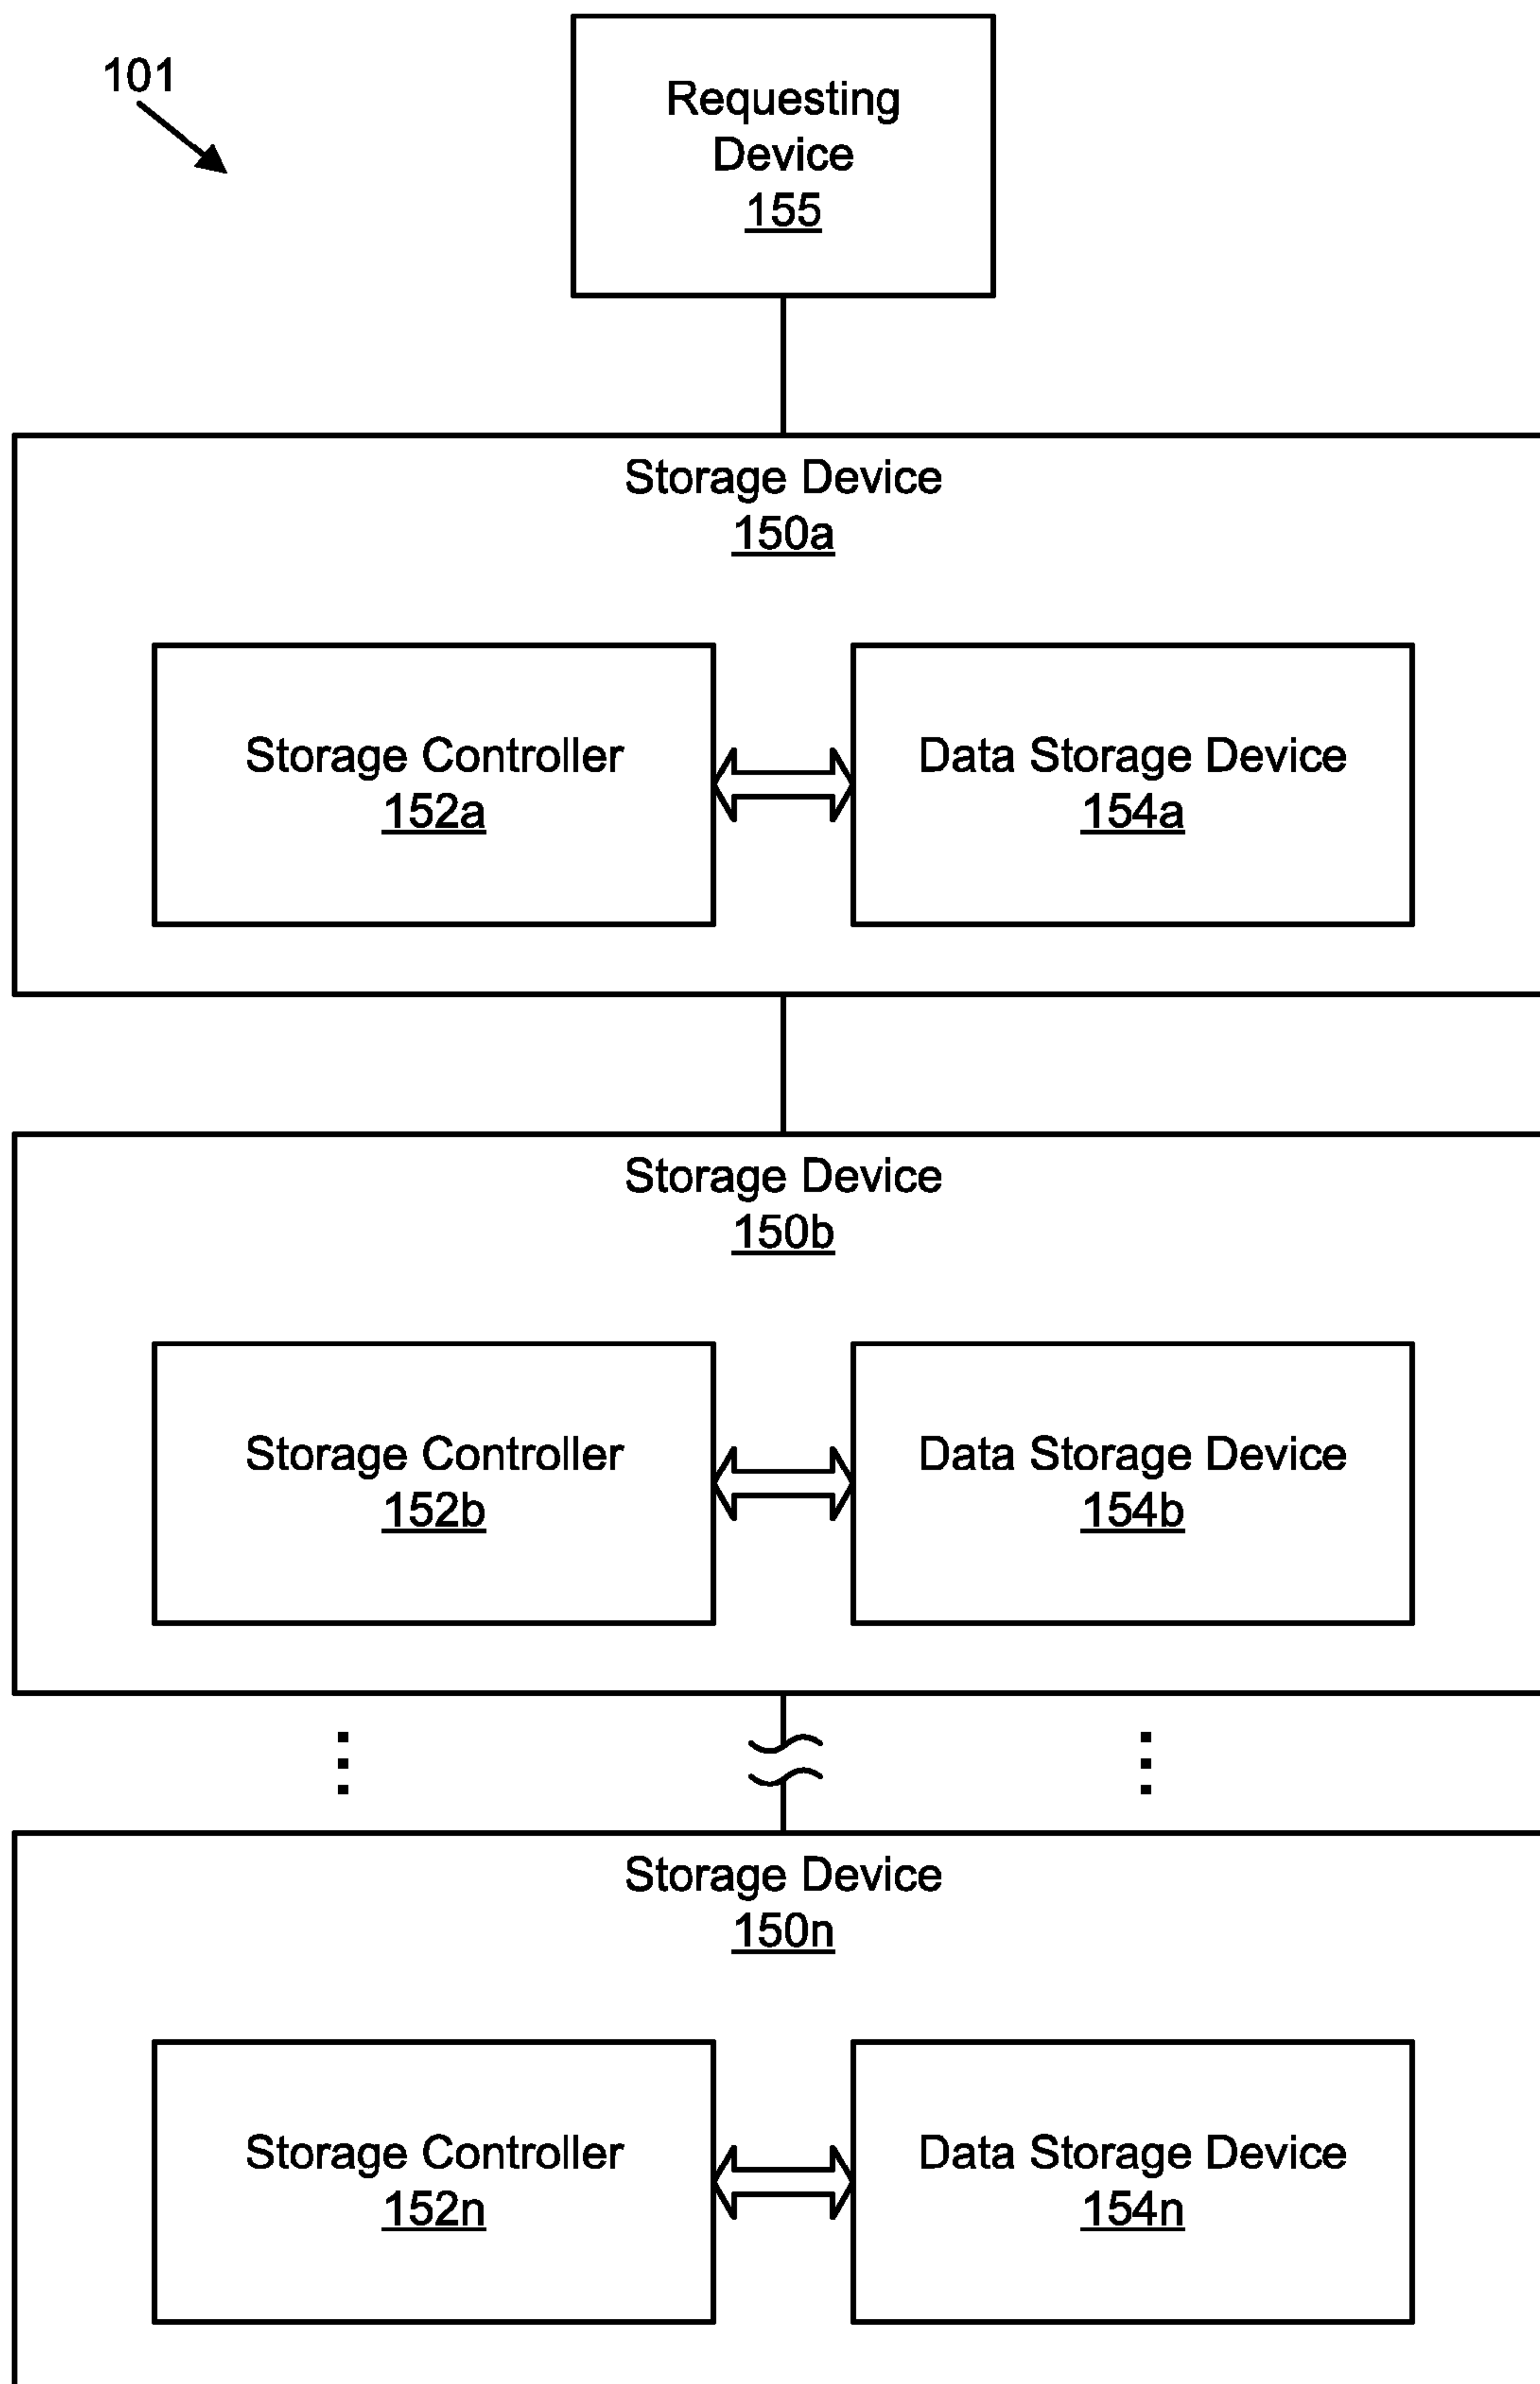 101
Requesting
Device
155
Storage Device
150a
Storage Controller
152a
Data Storage Device
154a
Storage Device
150b
Storage Controller
152b
Data Storage Device
154b
Storage Device
150n
Storage Controller
152n
Data Storage Device
154n